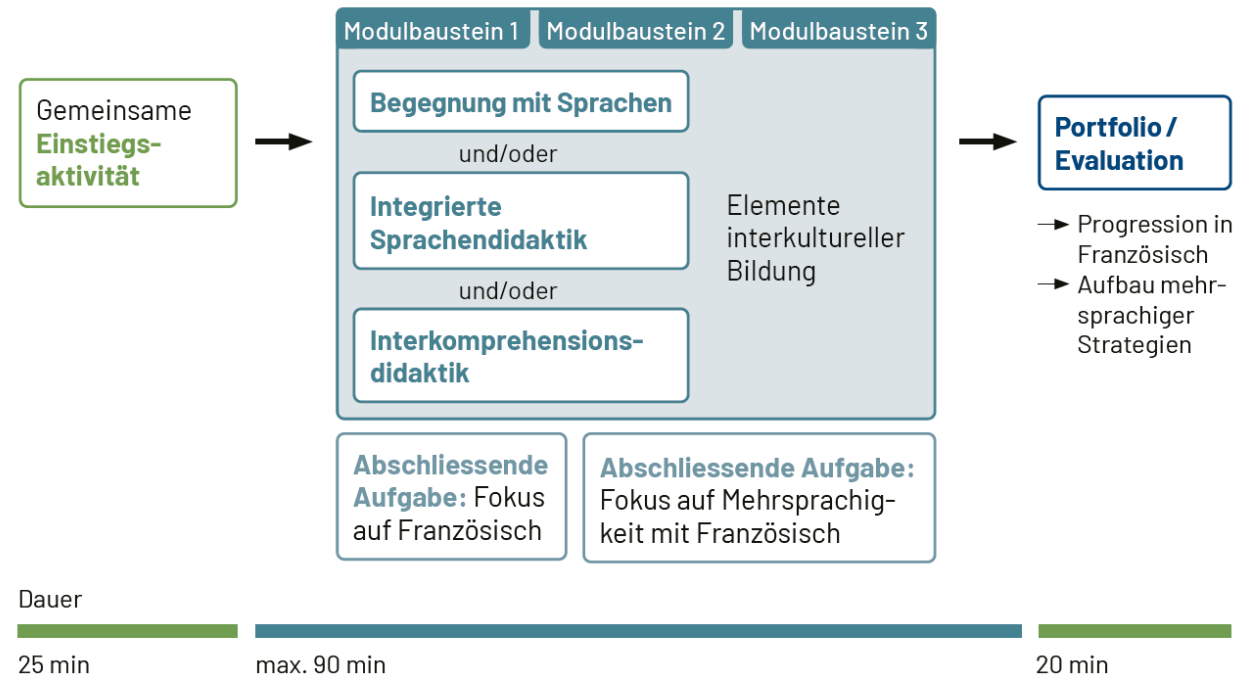 Modulbaustein 1
Modulbaustein 2
Modulbaustein 3
Gemeinsame
Einstiegs-
aktivität
Begegnung mit Sprachen
und/oder
Integrierte
Sprachendidaktik
und/oder
Interkomprehensions-
didaktik
Elemente
interkultureller
Bildung
Abschliessende
Aufgabe: Fokus
auf Französisch
Abschliessende Aufgabe:
Fokus auf Mehrsprachig-
keit mit Französisch
Portfolio /
Evaluation
→ Progression in
Französisch
→ Aufbau mehr-
sprachiger
Strategien
Dauer
25 min
max. 90 min
20 min